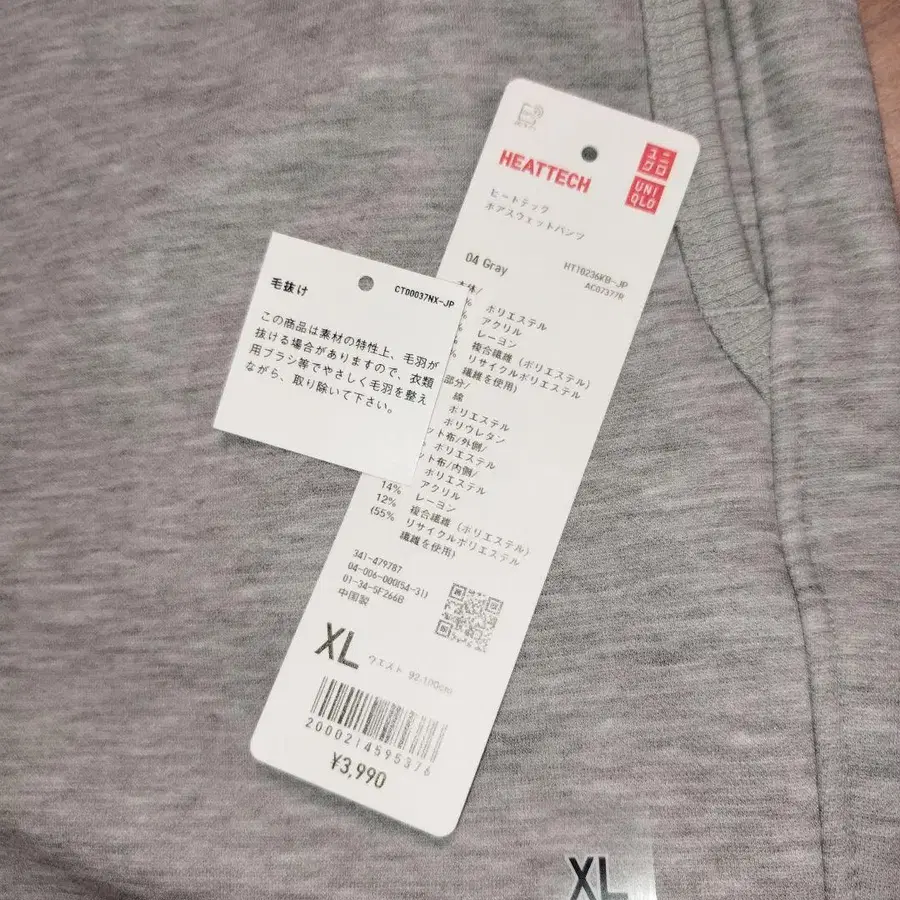 HEATTECH
ユニ
クロ
UNI
QLO
ヒートテック
ボアスウェットパンツ
04 Gray
HT10236KB-JP
AC07377R
本体/
ポリエステル
アクリル
レーヨン
複合繊維 (ポリエステル)
リサイクルポリエステル
繊維を使用)
部分/
綿
ポリエステル
ポリウレタン
ット布/外側/
ポリエステル
ット布/内側/
ポリエステル
14% アクリル
12% レーヨン
複合繊維 (ポリエステル)
(55% リサイクルポリエステル
繊維を使用)
341-479787
04-006-000(54-31)
01-34-5F266B
中国製
XL ウエスト 92-100cm
2000214595376
¥3,990
毛抜け
CT00037NX-JP
この商品は素材の特性上、毛羽が
抜ける場合がありますので、衣類
用ブラシ等でやさしく毛羽を整え
ながら、取り除いて下さい。
XL